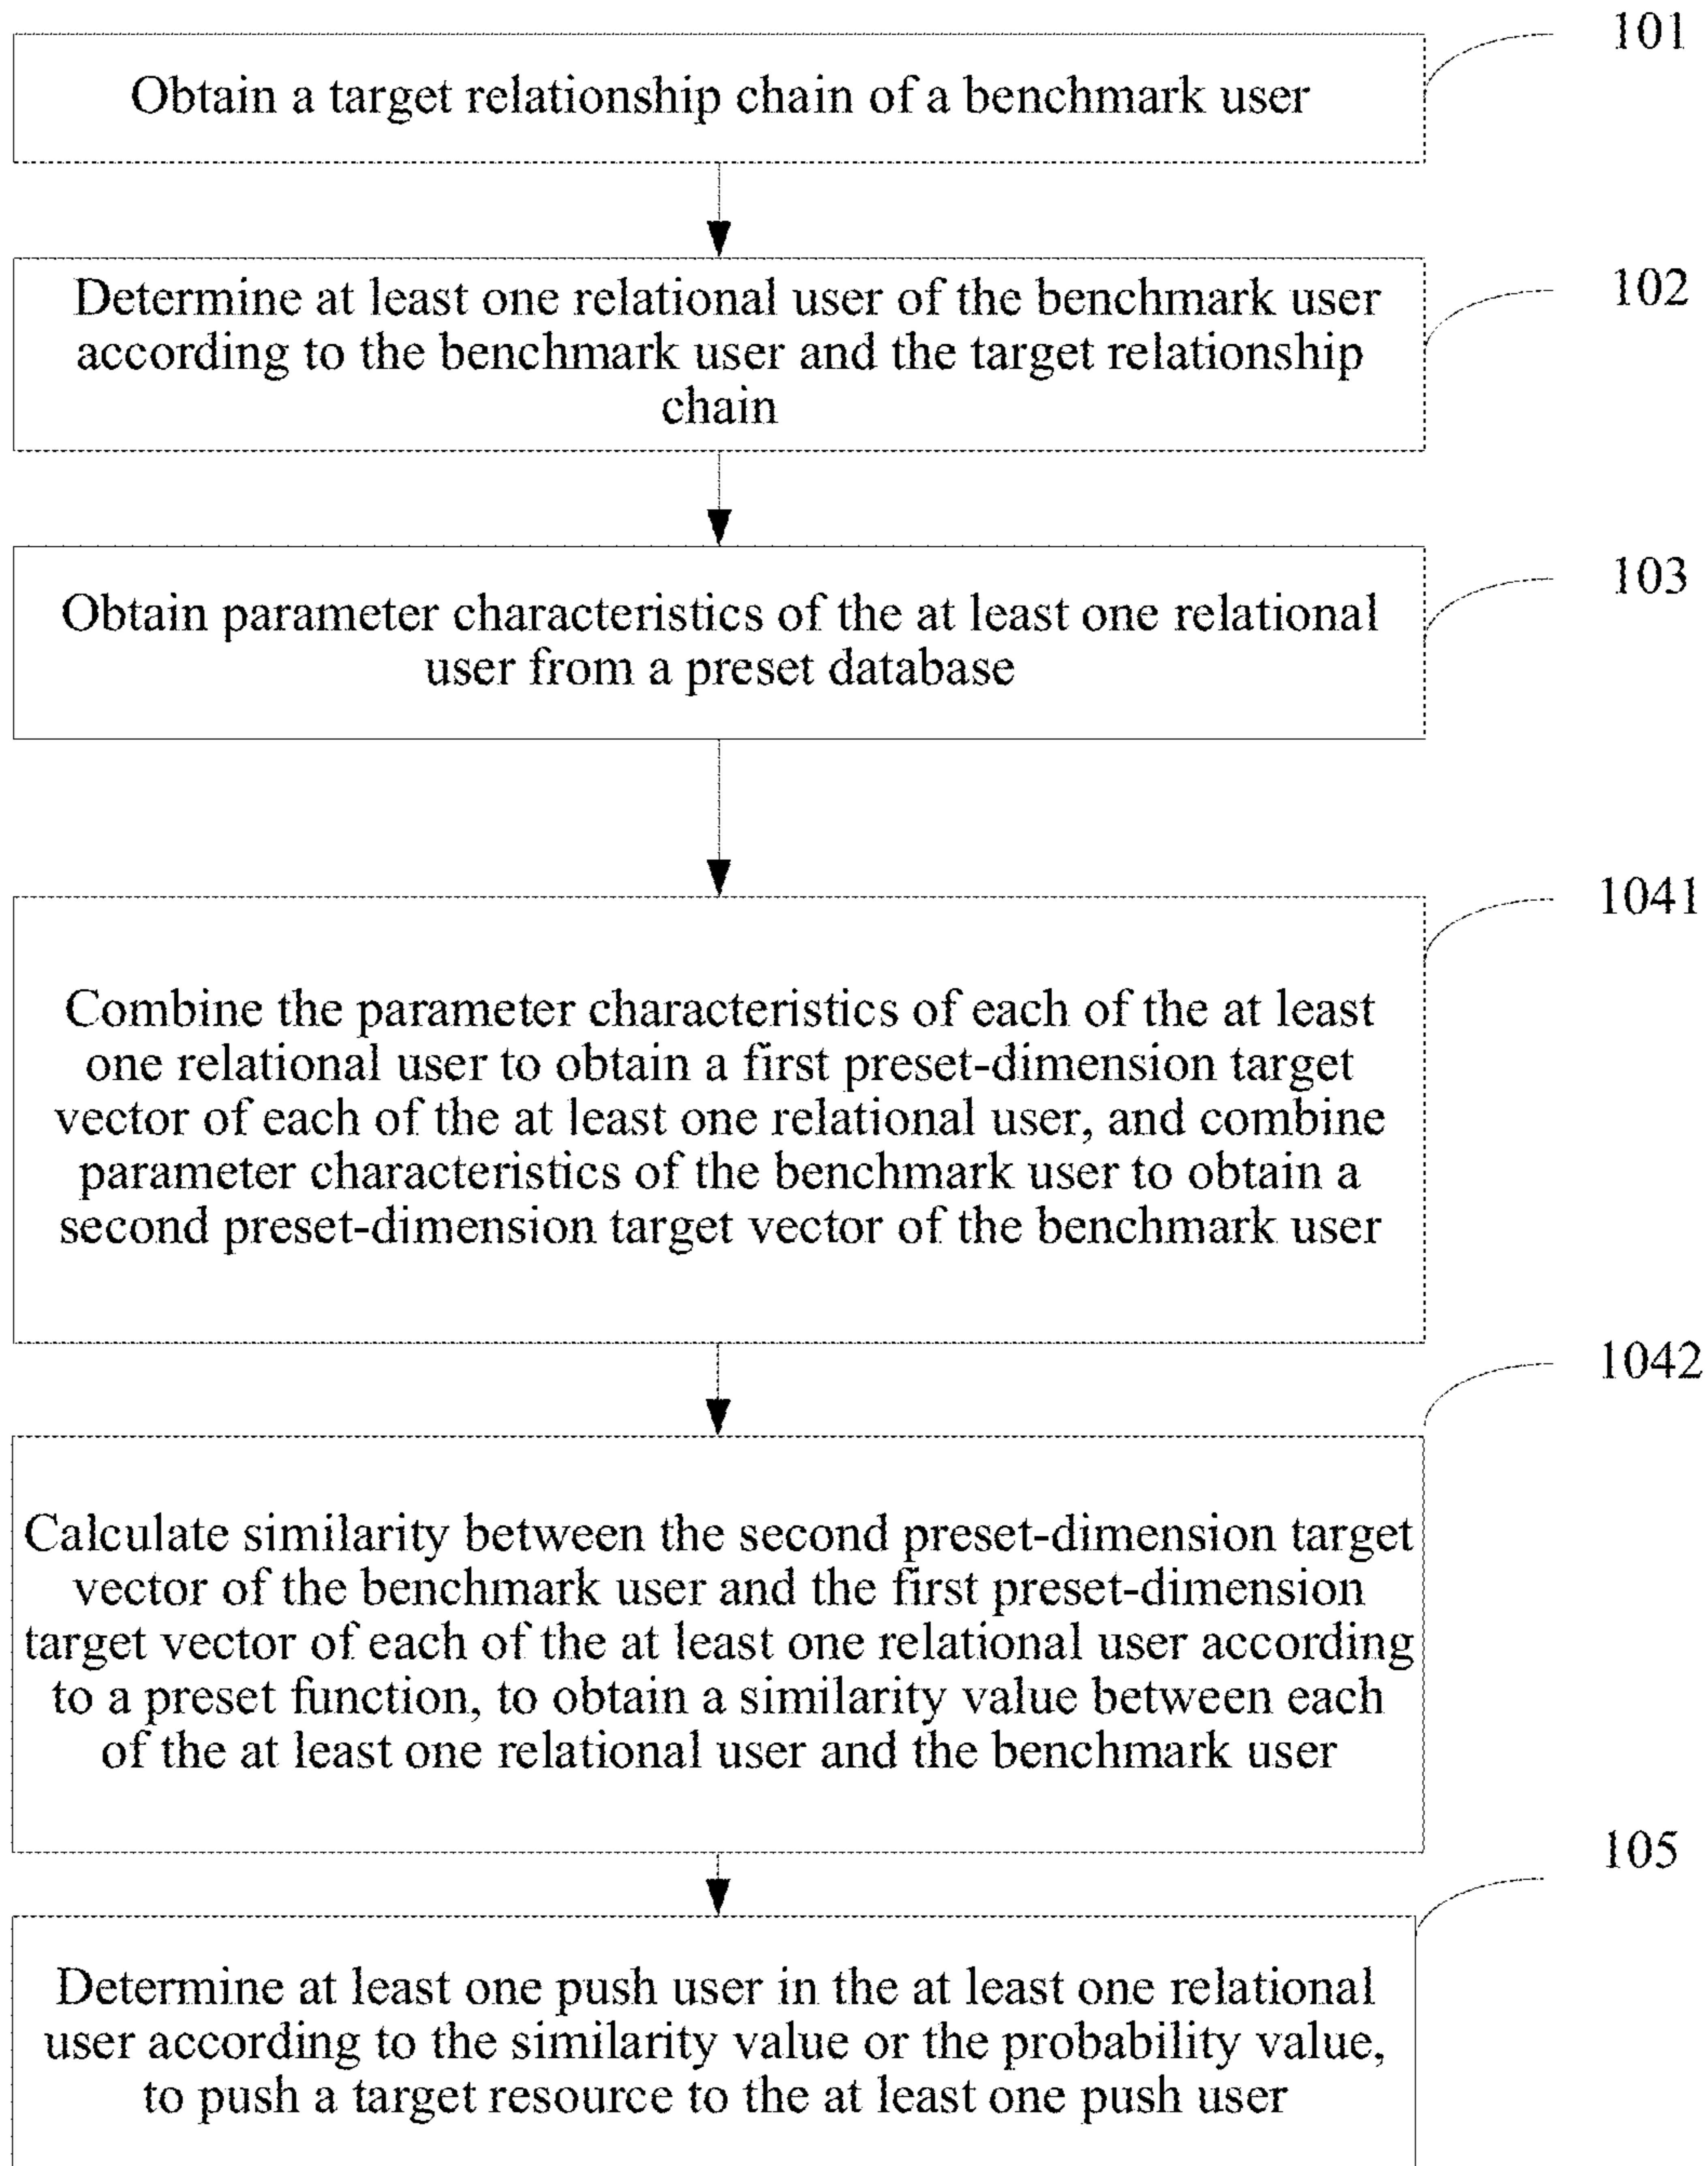 101
Obtain a target relationship chain of a benchmark user
102
Determine at least one relational user of the benchmark user
according to the benchmark user and the target relationship
chain
103
Obtain parameter characteristics of the at least one relational
user from a preset database
1041
Combine the parameter characteristics of each of the at least
one relational user to obtain a first preset-dimension target
vector of each of the at least one relational user, and combine
parameter characteristics of the benchmark user to obtain a
second preset-dimension target vector of the benchmark user
1042
Calculate similarity between the second preset-dimension target
vector of the benchmark user and the first preset-dimension
target vector of each of the at least one relational user according
to a preset function, to obtain a similarity value between each
of the at least one relational user and the benchmark user
105
Determine at least one push user in the at least one relational
user according to the similarity value or the probability value,
to push a target resource to the at least one push user